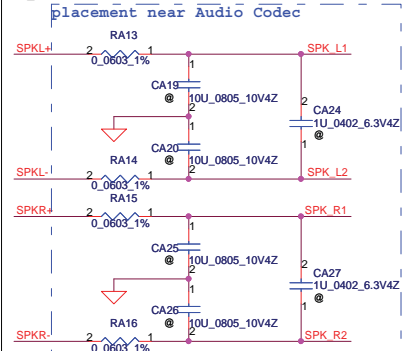 placement near Audio Codec
RA13
SPKL+ 2 1 SPK_L1
0_0603_1%
1
CA19
@ 10U_0805_10V4Z
2
1
2
CA24
1U_0402_6.3V4Z
@
1
CA20
@ 10U_0805_10V4Z
2
RA14
SPKL- 2 1 SPK_L2
0_0603_1%
RA15
SPKR+ 2 1 SPK_R1
0_0603_1%
1
CA25
@ 10U_0805_10V4Z
2
1
2
CA27
1U_0402_6.3V4Z
@
1
CA26
@ 10U_0805_10V4Z
2
RA16
SPKR- 2 1 SPK_R2
0_0603_1%